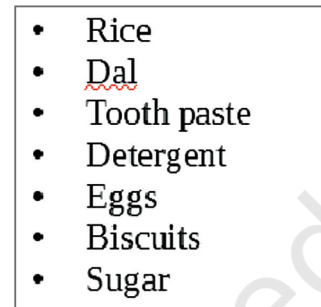 • Rice
• Dal
• Tooth paste
• Detergent
• Eggs
• Biscuits
• Sugar